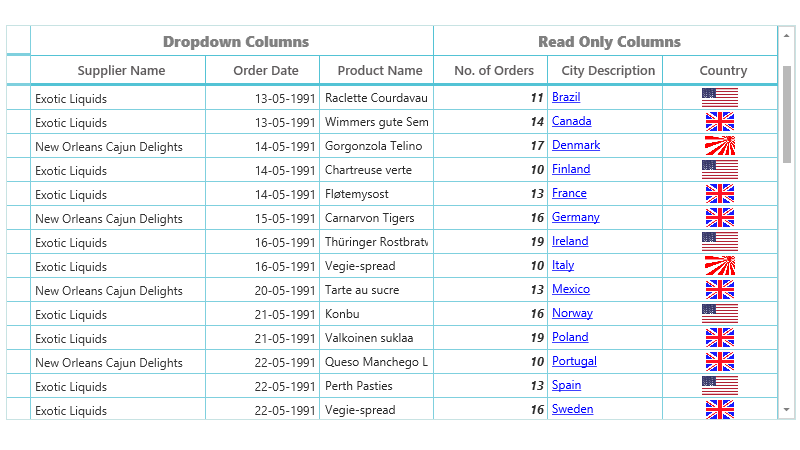 Dropdown Columns Read Only Columns
Supplier Name Order Date Product Name No. of Orders City Description Country
Exotic Liquids 13-05-1991 Raclette Courdavau 11 Brazil
Exotic Liquids 13-05-1991 Wimmers gute Sem 14 Canada
New Orleans Cajun Delights 14-05-1991 Gorgonzola Telino 17 Denmark
Exotic Liquids 14-05-1991 Chartreuse verte 10 Finland
Exotic Liquids 14-05-1991 Fløtemysost 13 France
New Orleans Cajun Delights 15-05-1991 Carnarvon Tigers 16 Germany
Exotic Liquids 16-05-1991 Thüringer Rostbratw 19 Ireland
Exotic Liquids 16-05-1991 Vegie-spread 10 Italy
New Orleans Cajun Delights 20-05-1991 Tarte au sucre 13 Mexico
Exotic Liquids 21-05-1991 Konbu 16 Norway
Exotic Liquids 21-05-1991 Valkoinen suklaa 19 Poland
New Orleans Cajun Delights 22-05-1991 Queso Manchego L 10 Portugal
Exotic Liquids 22-05-1991 Perth Pasties 13 Spain
Exotic Liquids 22-05-1991 Vegie-spread 16 Sweden